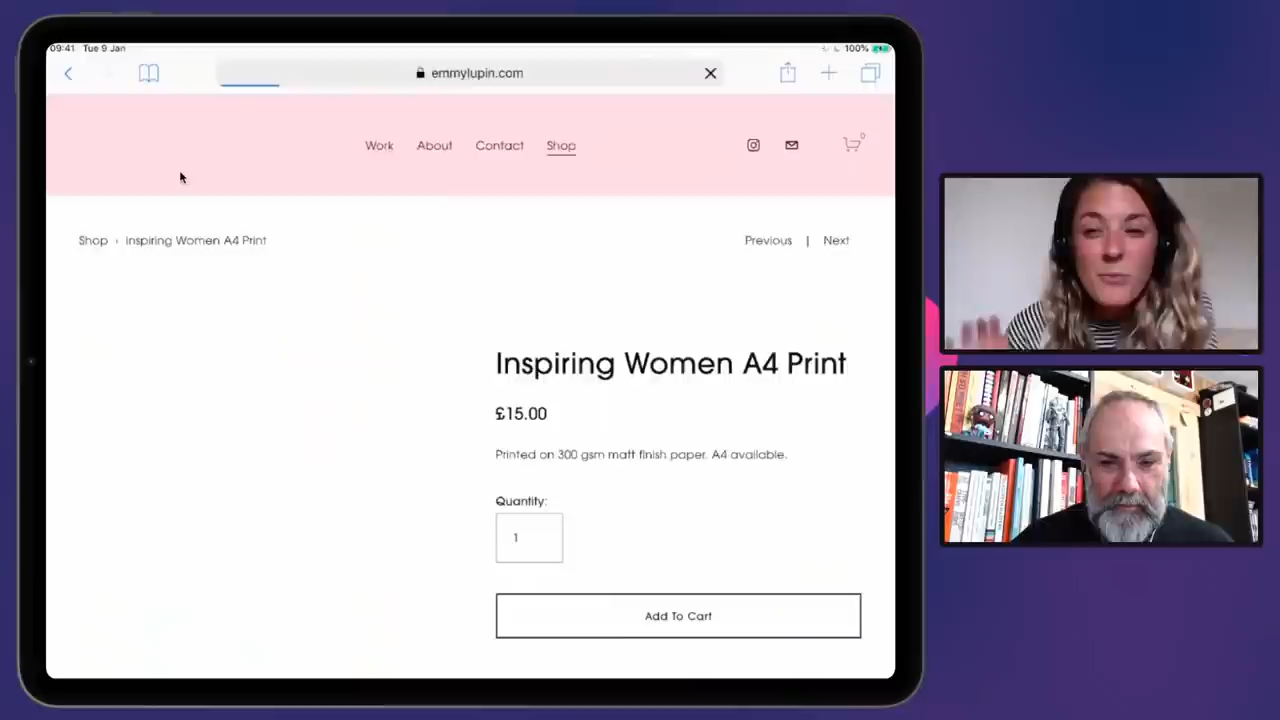 09:41 Tue 9 Jan
100%
emmylupin.com
Work About Contact Shop
0
Shop › Inspiring Women A4 Print
Previous | Next
Inspiring Women A4 Print
£15.00
Printed on 300 gsm matt finish paper. A4 available.
Quantity:
1
Add To Cart